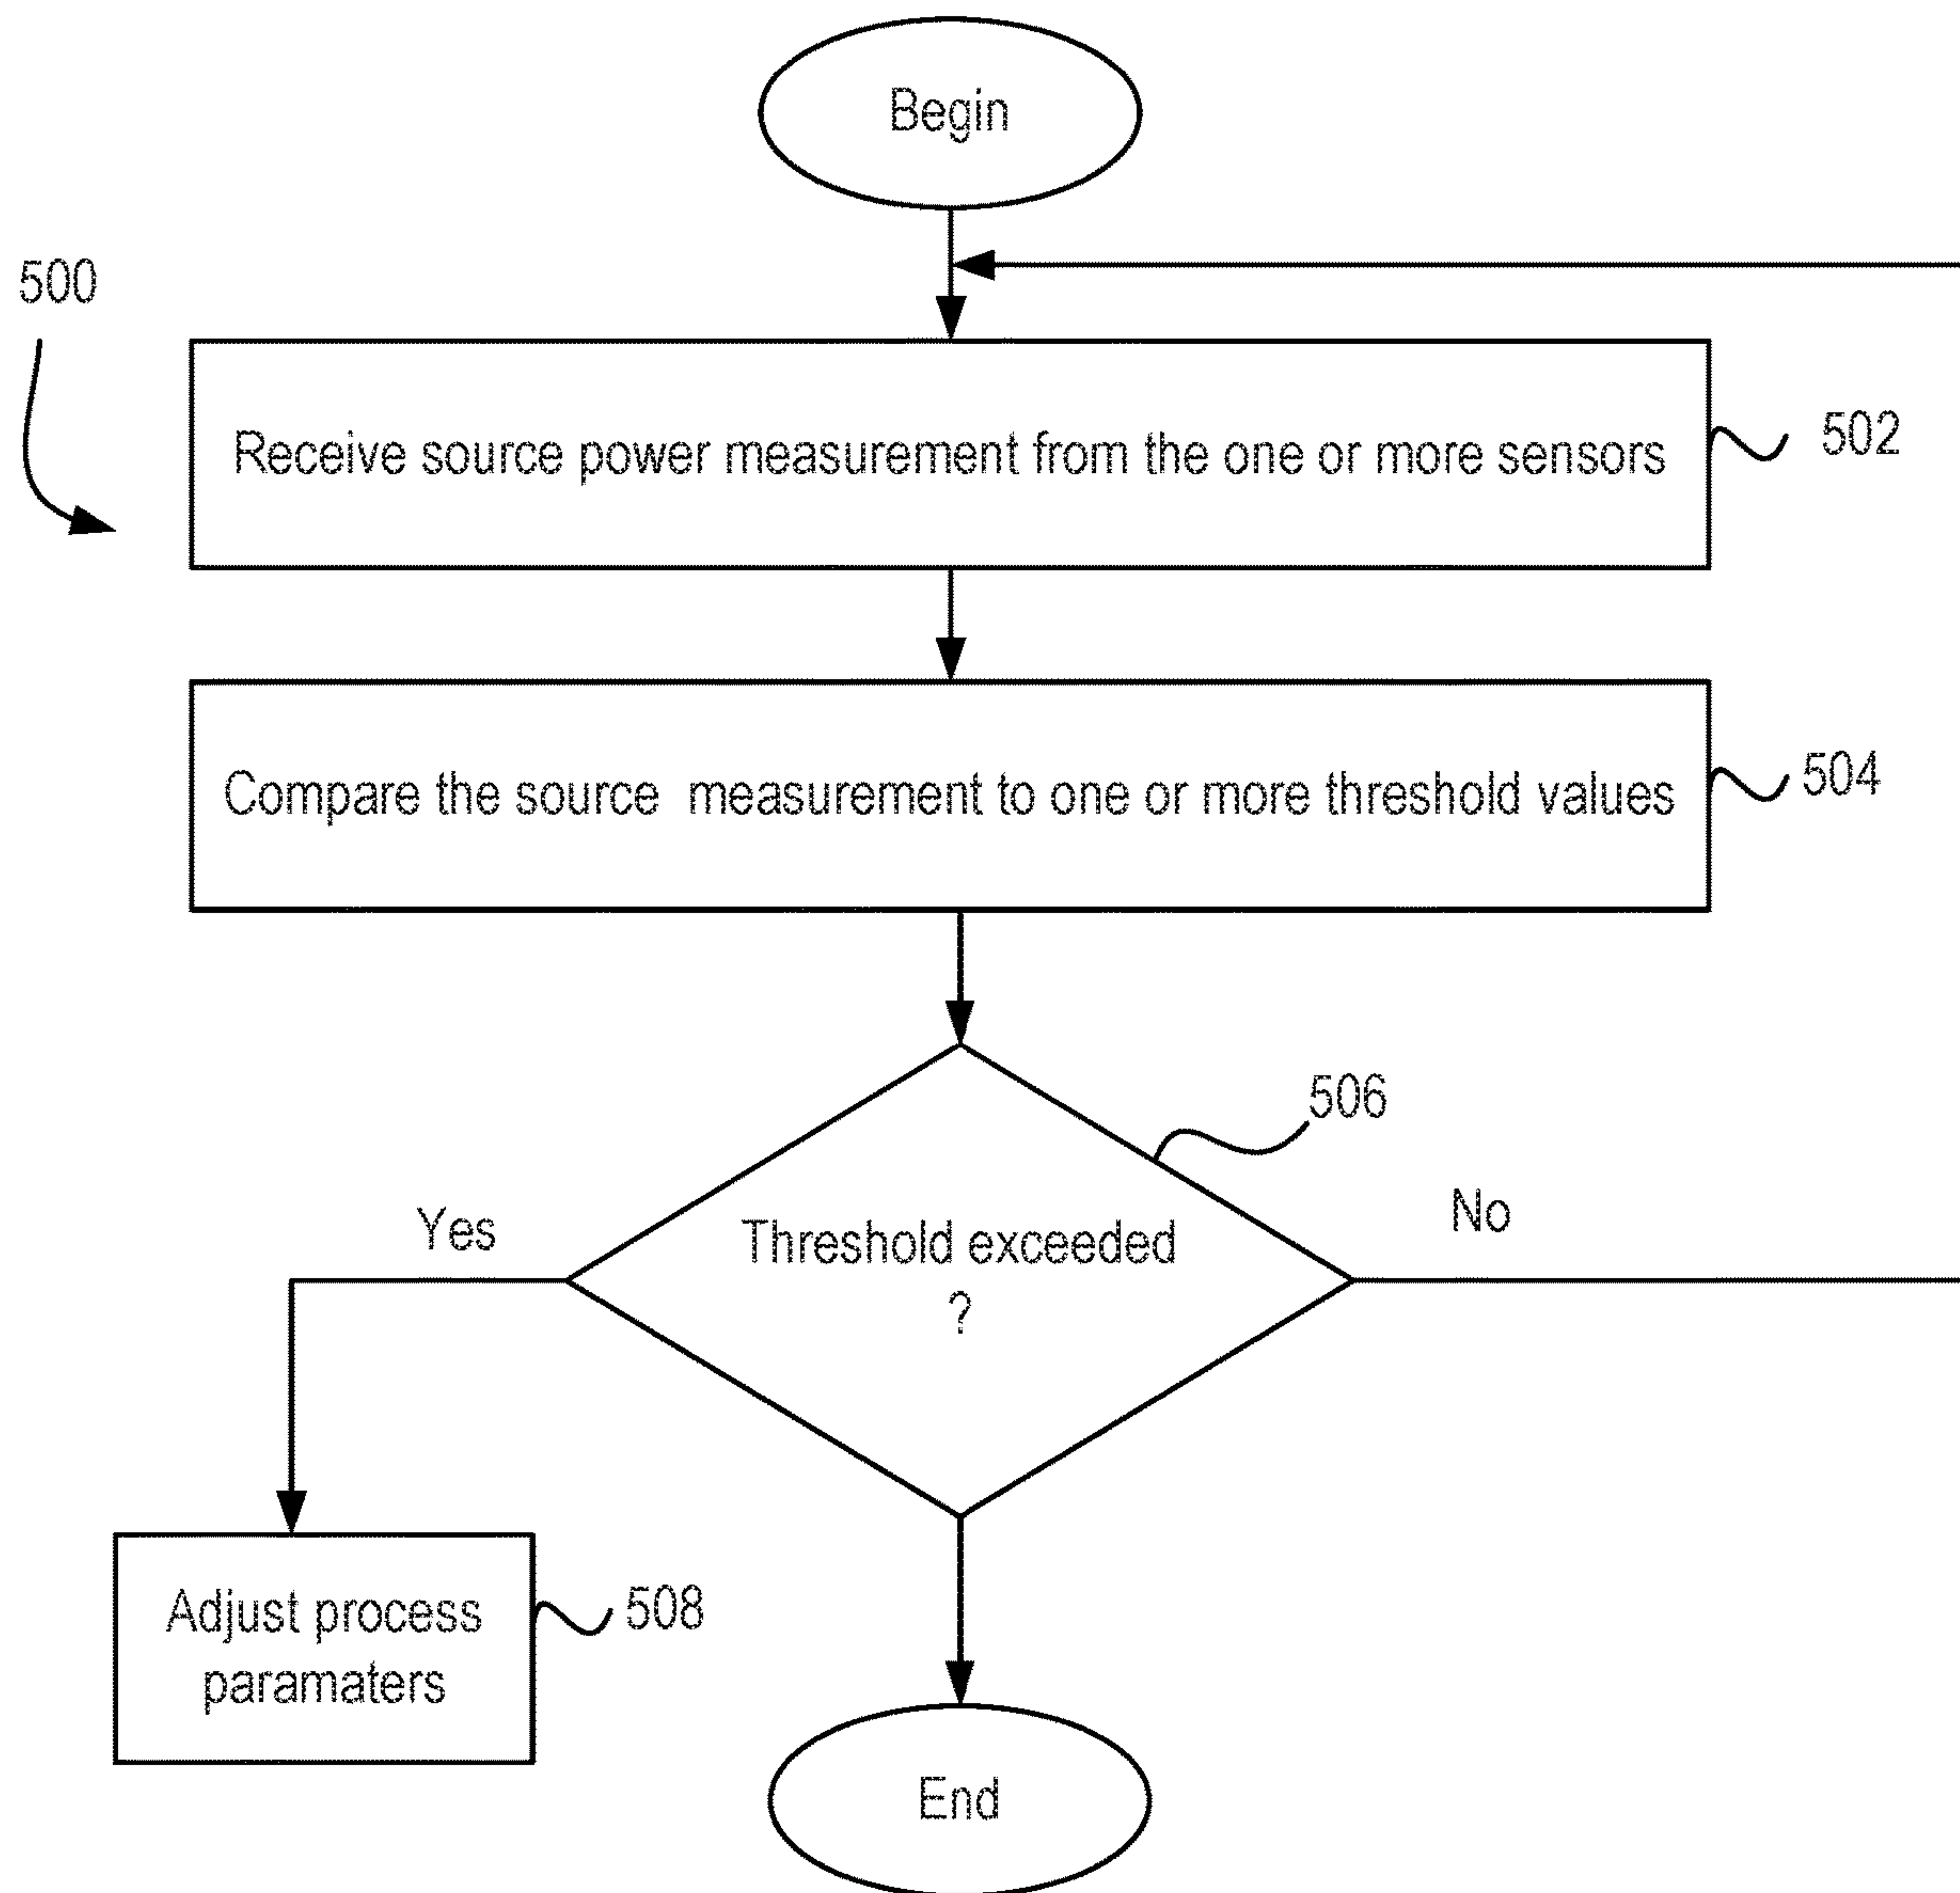 Begin
500
Receive source power measurement from the one or more sensors
502
Compare the source measurement to one or more threshold values
504
506
Yes
Threshold exceeded
?
No
Adjust process
paramaters
508
End